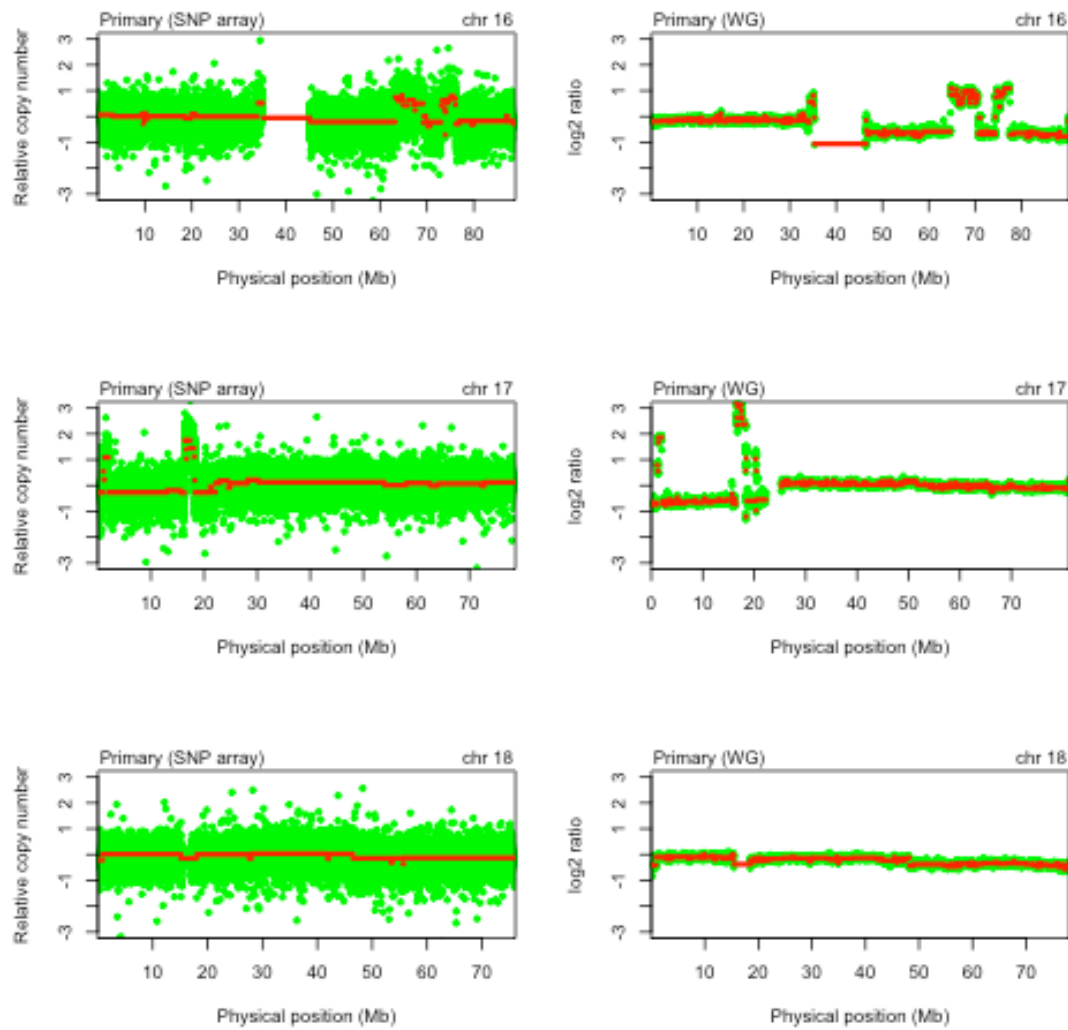 Primary (SNP array) chr 16
Relative copy number
3
2
1
-1
-3
10 20 30 40 50 60 70 80
Physical position (Mb)
Primary (WG) chr 16
log2 ratio
3
2
1
-1
-3
10 20 30 40 50 60 70 80
Physical position (Mb)
Primary (SNP array) chr 17
Relative copy number
3
2
1
-1
-3
10 20 30 40 50 60 70
Physical position (Mb)
Primary (WG) chr 17
log2 ratio
3
2
1
-1
-3
0 10 20 30 40 50 60 70
Physical position (Mb)
Primary (SNP array) chr 18
Relative copy number
3
2
1
-1
-3
10 20 30 40 50 60 70
Physical position (Mb)
Primary (WG) chr 18
log2 ratio
3
2
1
-1
-3
10 20 30 40 50 60 70
Physical position (Mb)